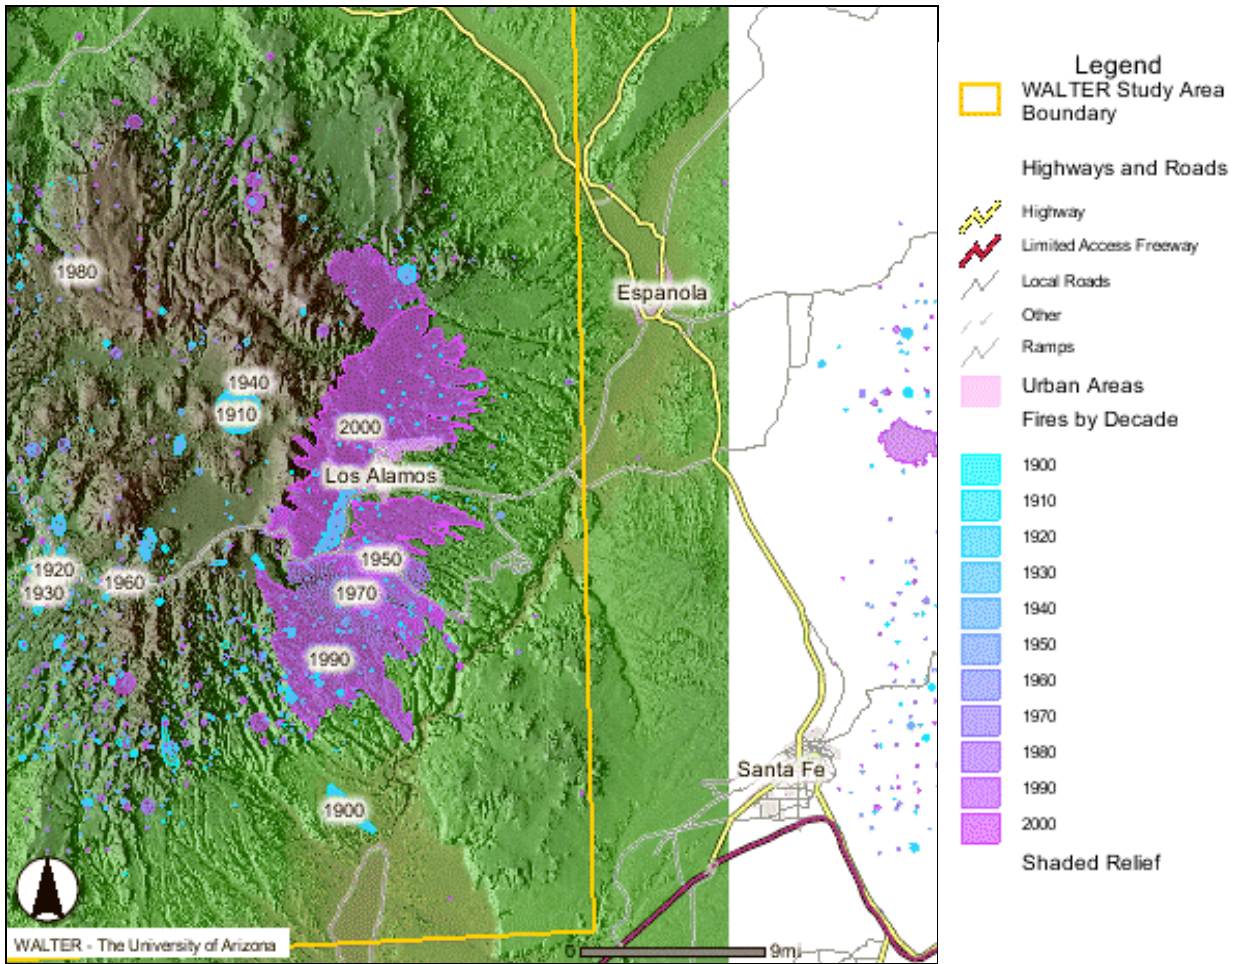 1980
Espanola
1940
1910
2000
Los Alamos
1950
1920
1960
1930
1970
1990
Santa Fe
1900
WALTER - The University of Arizona
0
9mi
Legend
WALTER Study Area
Boundary
Highways and Roads
Highway
Limited Access Freeway
Local Roads
Other
Ramps
Urban Areas
Fires by Decade
1900
1910
1920
1930
1940
1950
1960
1970
1980
1990
2000
Shaded Relief